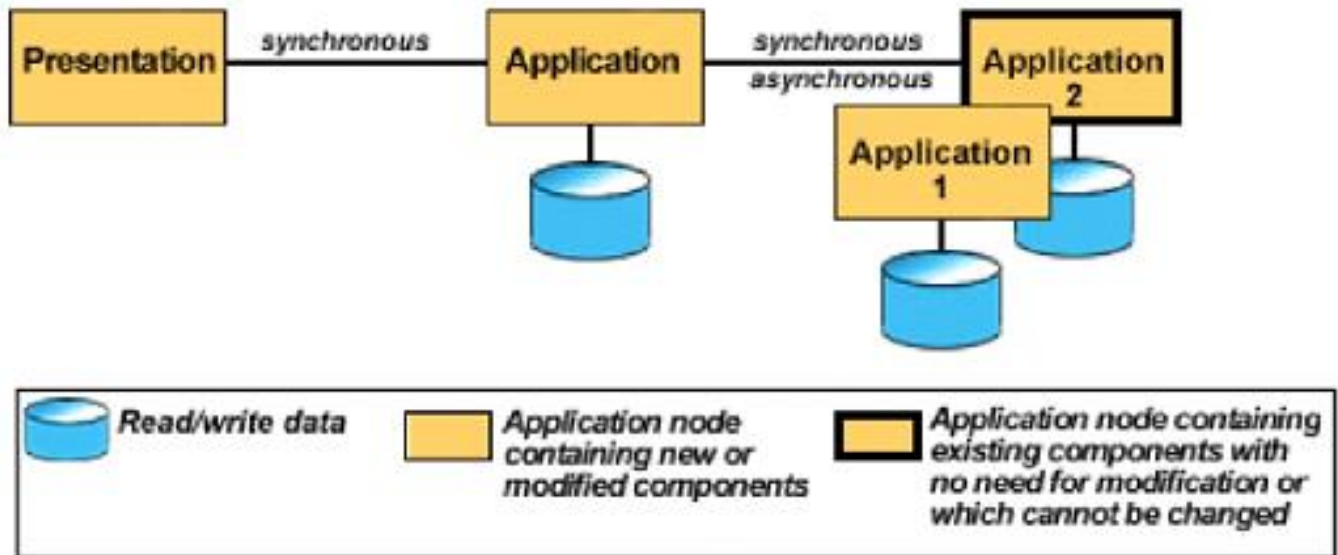 Presentation
synchronous
Application
synchronous
asynchronous
Application
2
Application
1
Read/write data
Application node
containing new or
modified components
Application node containing
existing components with
no need for modification or
which cannot be changed